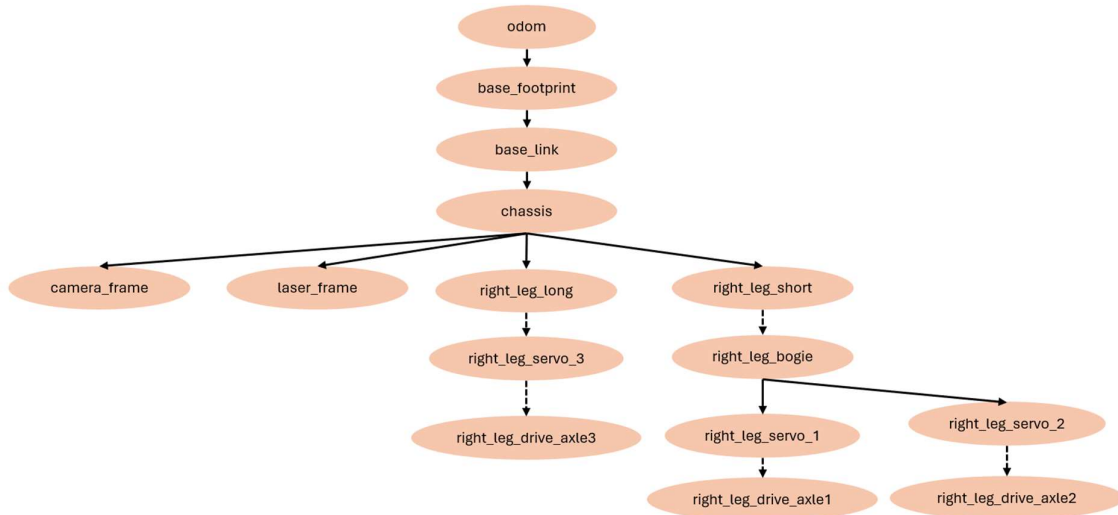 odom
base_footprint
base_link
chassis
camera_frame
laser_frame
right_leg_long
right_leg_short
right_leg_servo_3
right_leg_bogie
right_leg_drive_axle3
right_leg_servo_1
right_leg_servo_2
right_leg_drive_axle1
right_leg_drive_axle2